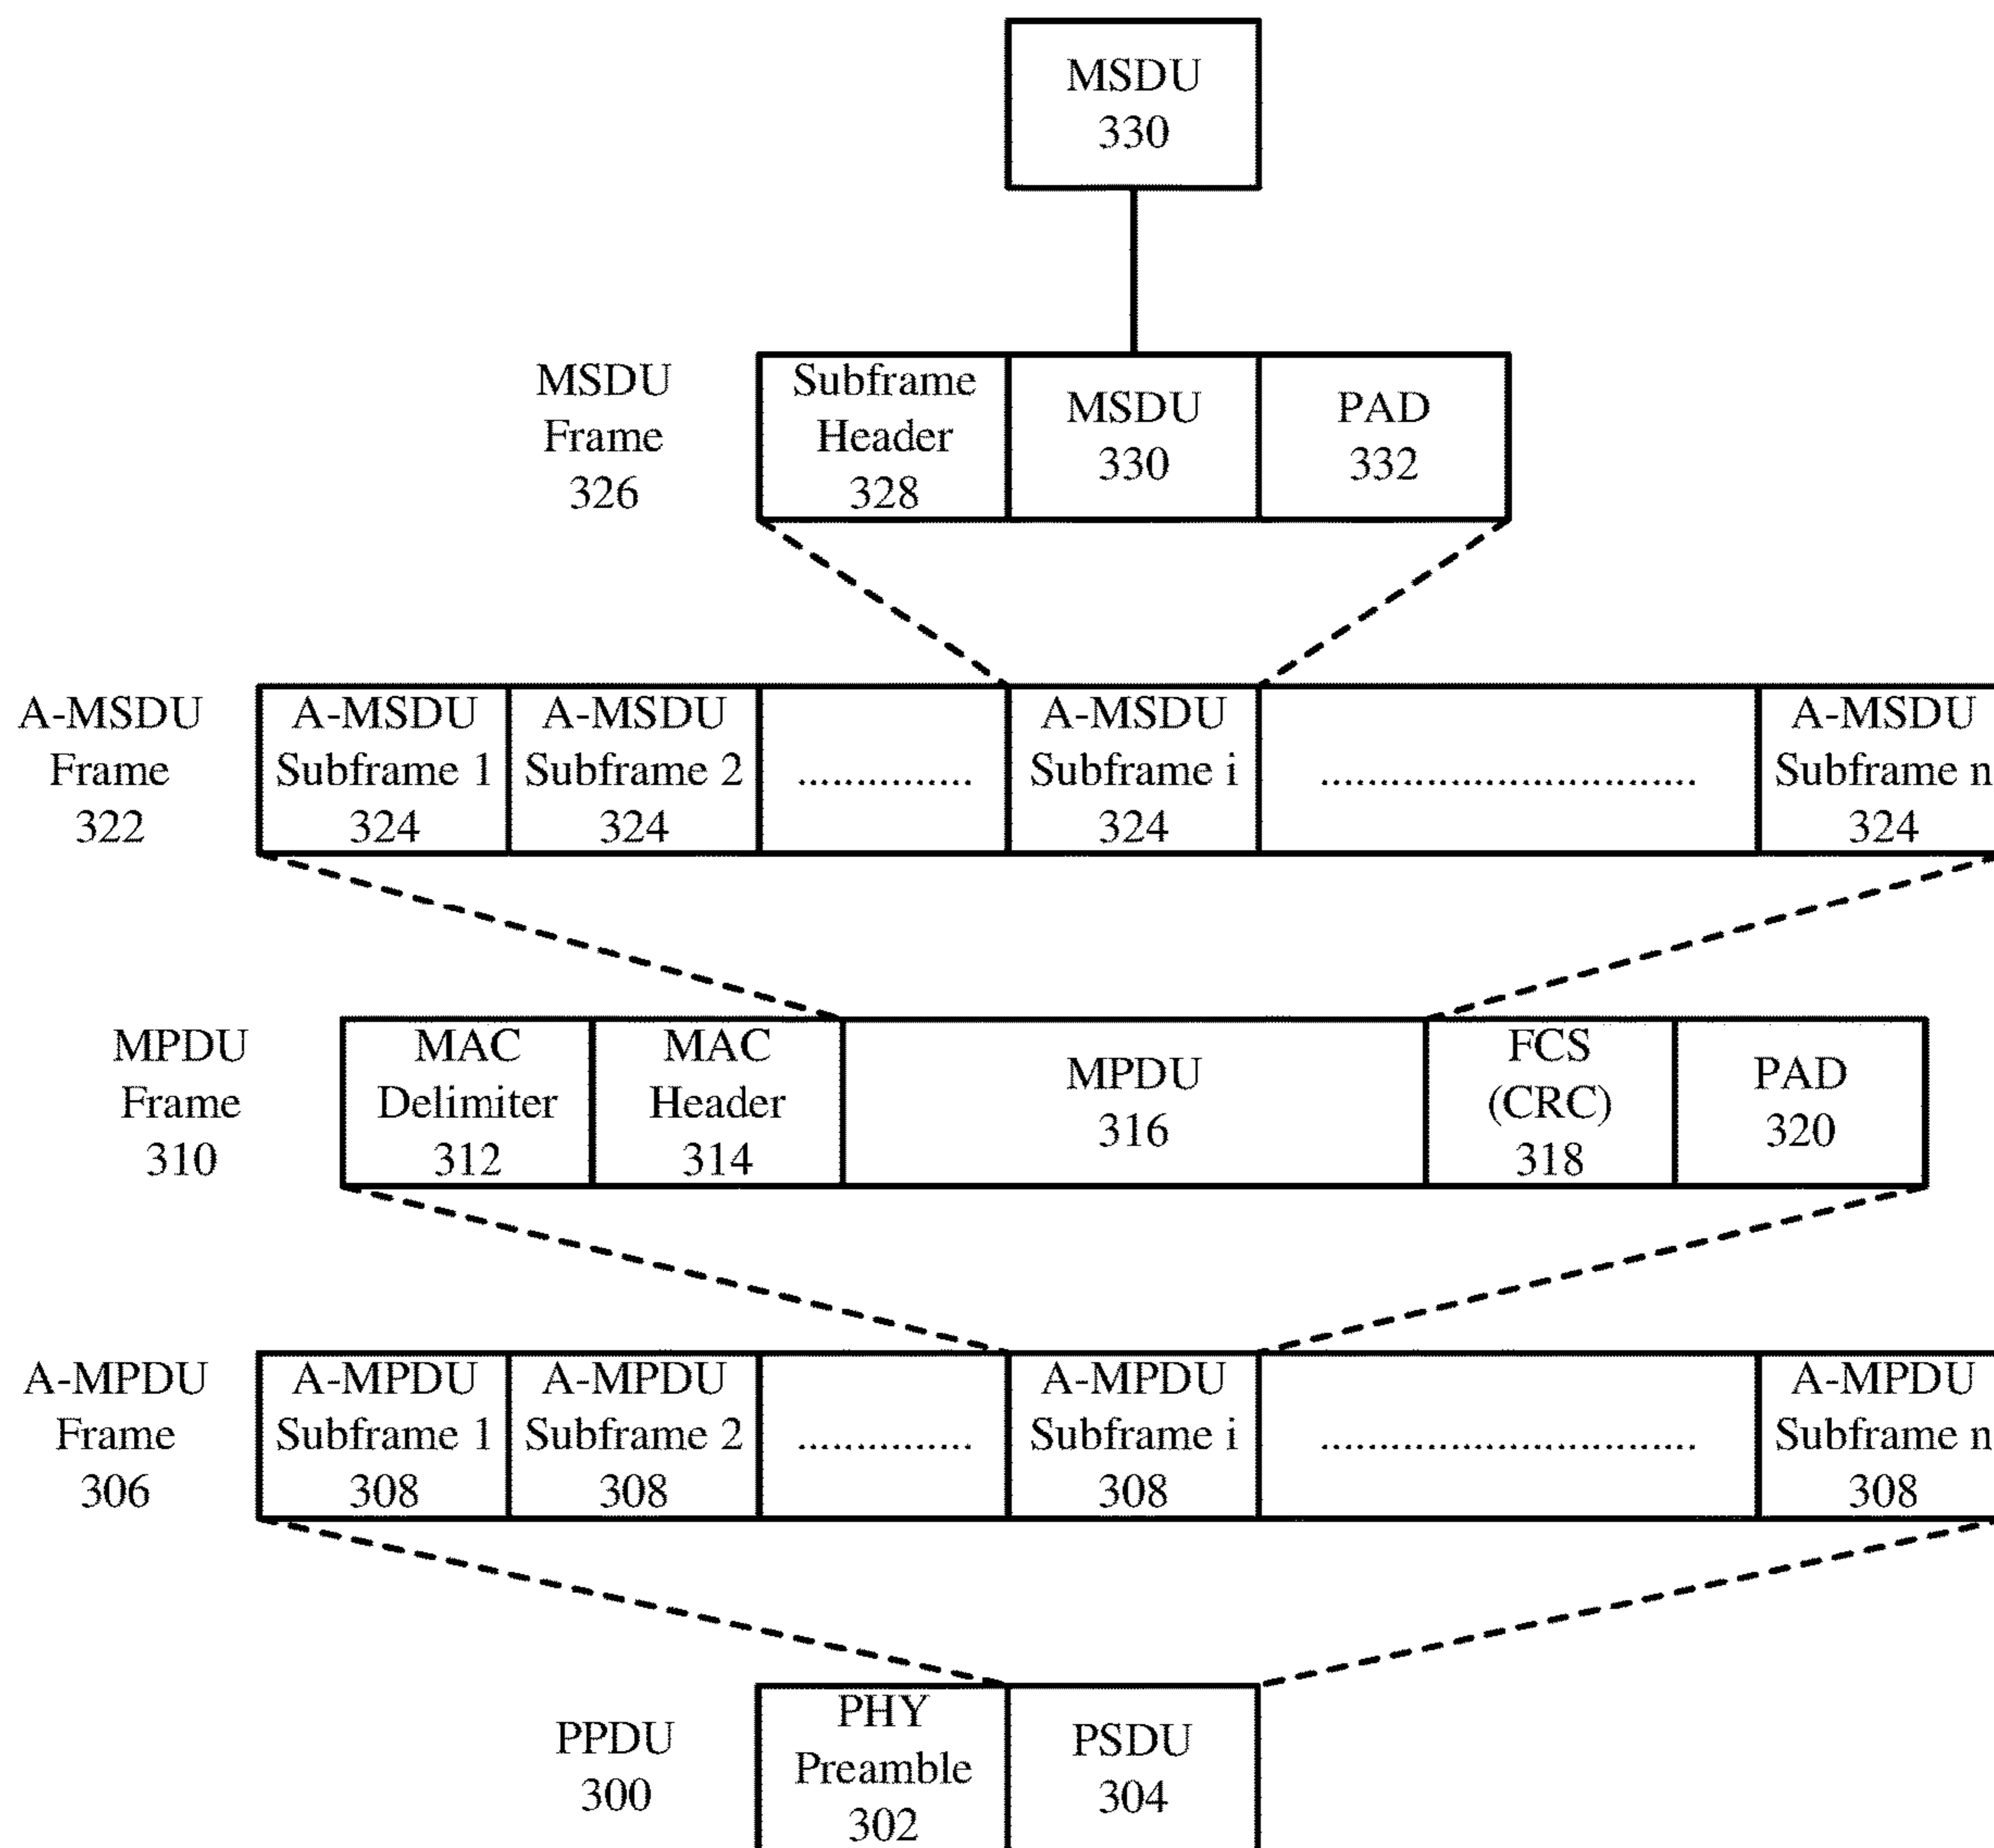 MSDU
330
MSDU
Frame
326
Subframe
Header
328
MSDU
330
PAD
332
A-MSDU
Frame
322
A-MSDU
Subframe 1
324
A-MSDU
Subframe 2
324
...............
A-MSDU
Subframe i
324
................................
A-MSDU
Subframe n
324
MPDU
Frame
310
MAC
Delimiter
312
MAC
Header
314
MPDU
316
FCS
(CRC)
318
PAD
320
A-MPDU
Frame
306
A-MPDU
Subframe 1
308
A-MPDU
Subframe 2
308
...............
A-MPDU
Subframe i
308
................................
A-MPDU
Subframe n
308
PPDU
300
PHY
Preamble
302
PSDU
304